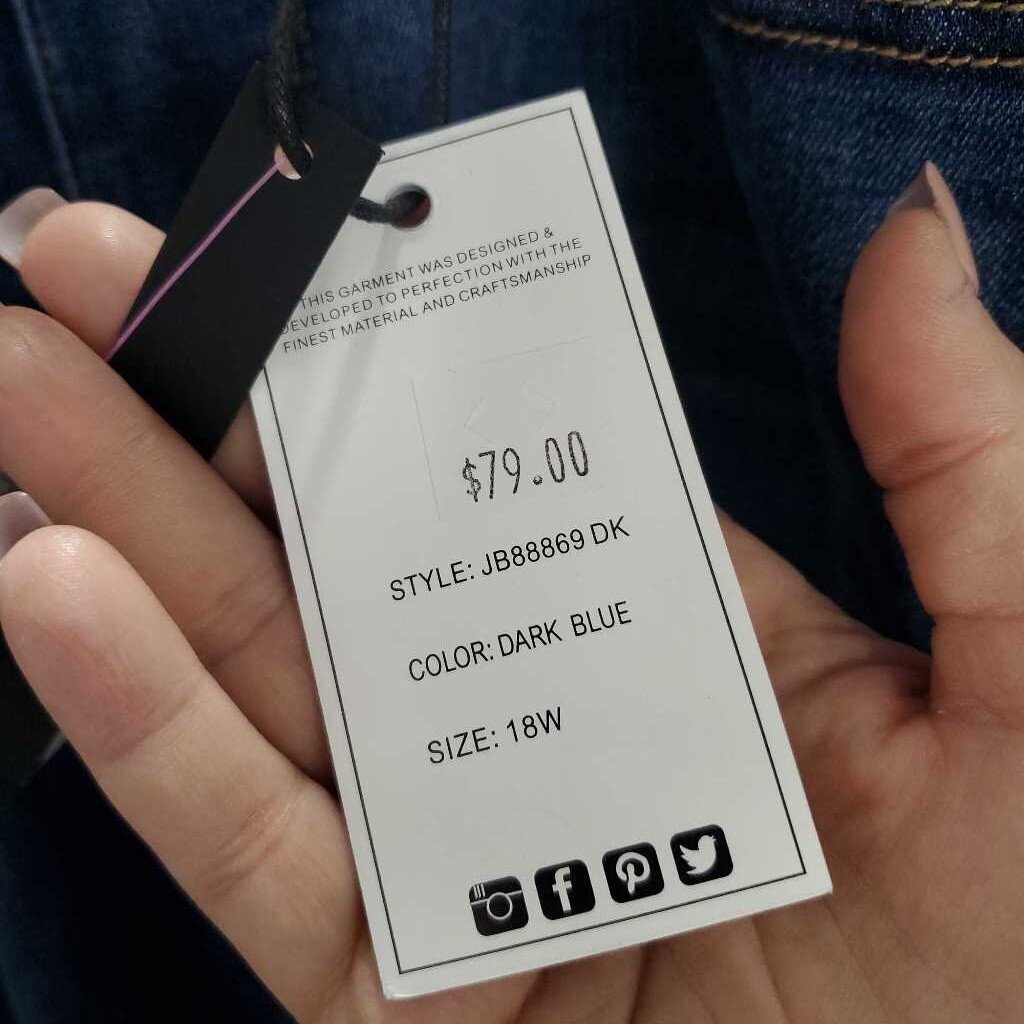 THIS GARMENT WAS DESIGNED &
DEVELOPED TO PERFECTION WITH THE
FINEST MATERIAL AND CRAFTSMANSHIP
$79.00
STYLE: JB88869 DK
COLOR: DARK BLUE
SIZE: 18W